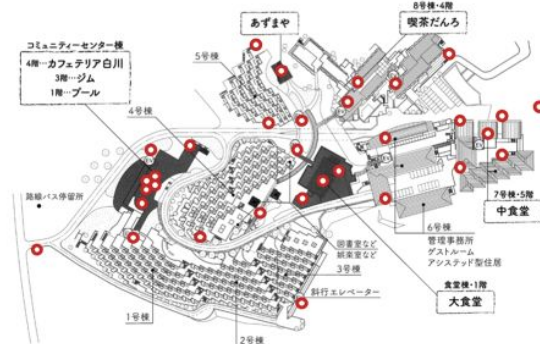 8号棟・4階
喫茶だんろ
あずまや
コミュニティーセンター棟
4階…カフェテリア白川
3階…ジム
1階…プール
5号棟
4号棟
路線バス停留所
7号棟・5階
中食堂
6号棟
管理事務所
ゲストルーム
アシステッド型住居
図書室など
娯楽室など
3号棟
食堂棟・1階
大食堂
斜行エレベーター
1号棟
2号棟